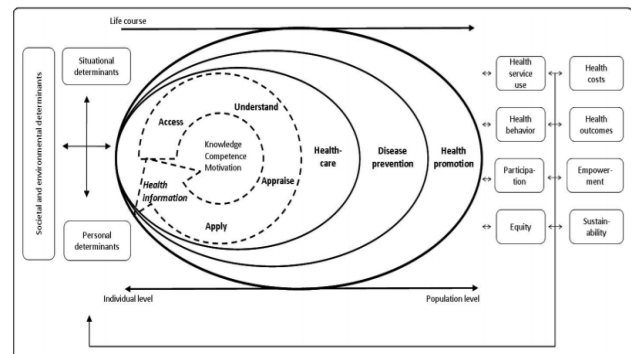 Life course
Societal and environmental determinants
Situational
determinants
Personal
determinants
Access
Understand
Knowledge
Competence
Motivation
Health
information
Appraise
Apply
Health-
care
Disease
prevention
Health
promotion
Individual level
Population level
Health
service
use
Health
costs
Health
behavior
Health
outcomes
Participa-
tion
Empower-
ment
Equity
Sustain-
ability